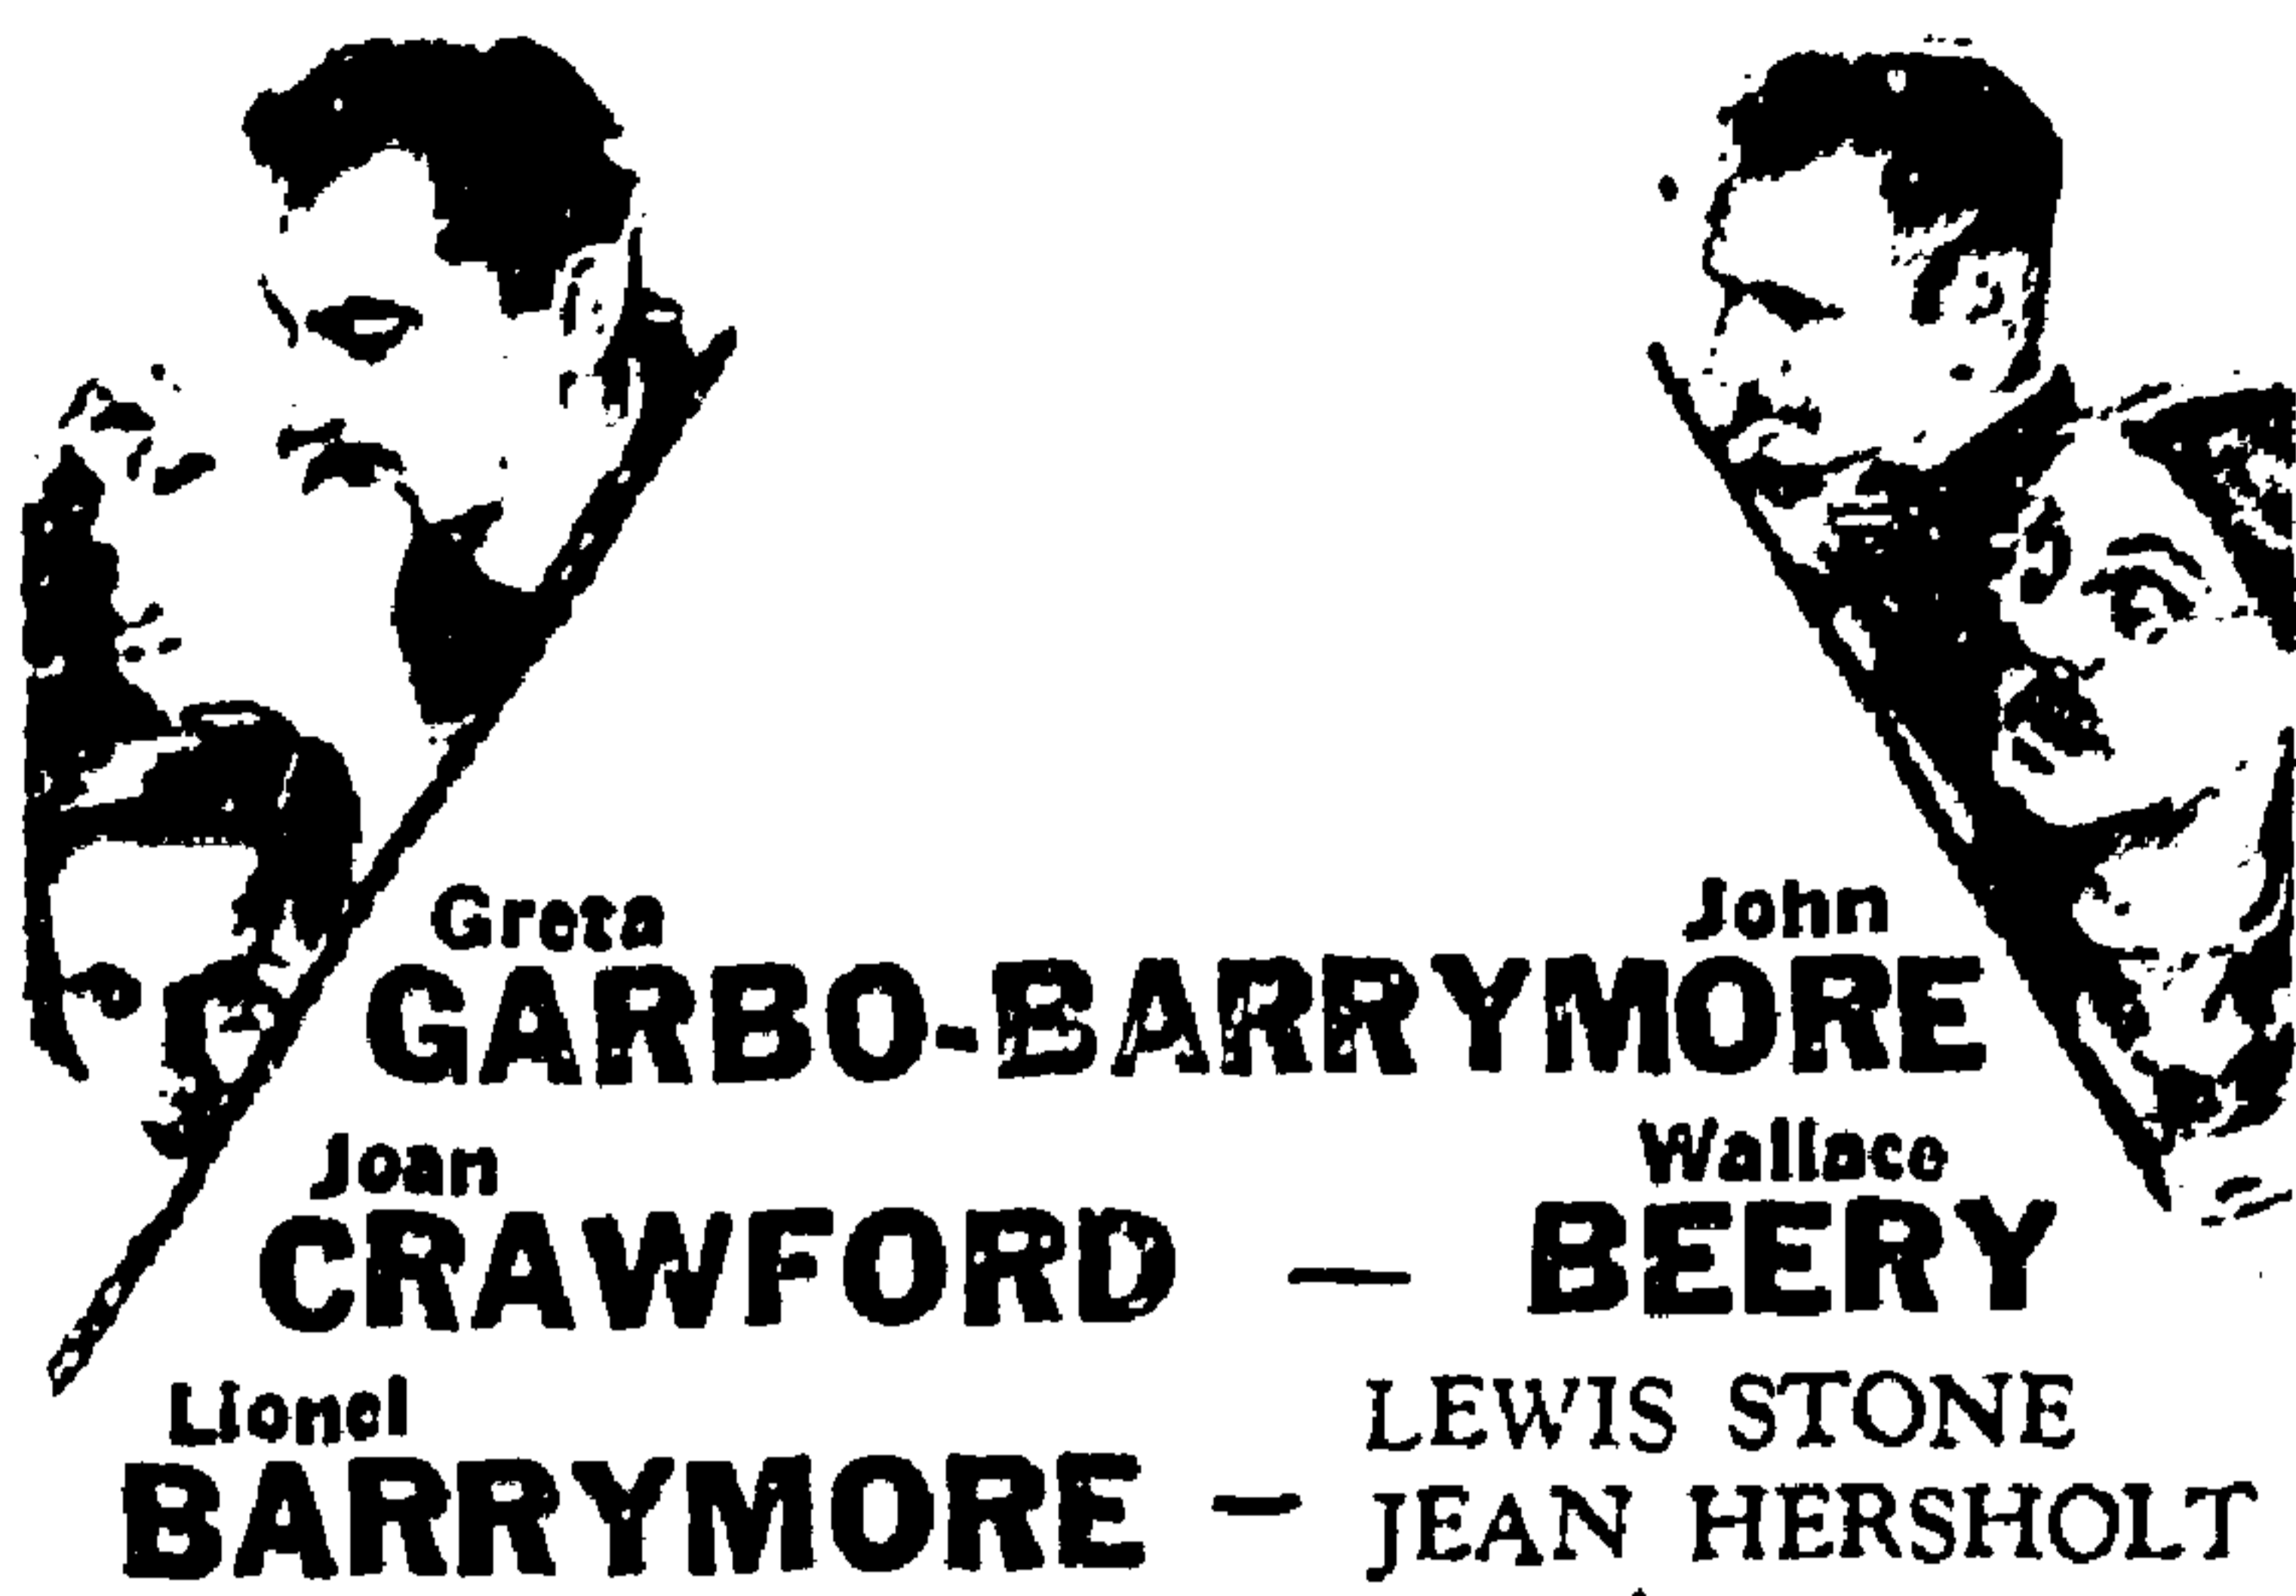 Greta John
GARBO-BARRYMORE
Joan Wallace
CRAWFORD — BEERY
Lionel
BARRYMORE — LEWIS STONE
JEAN HERSHOLT